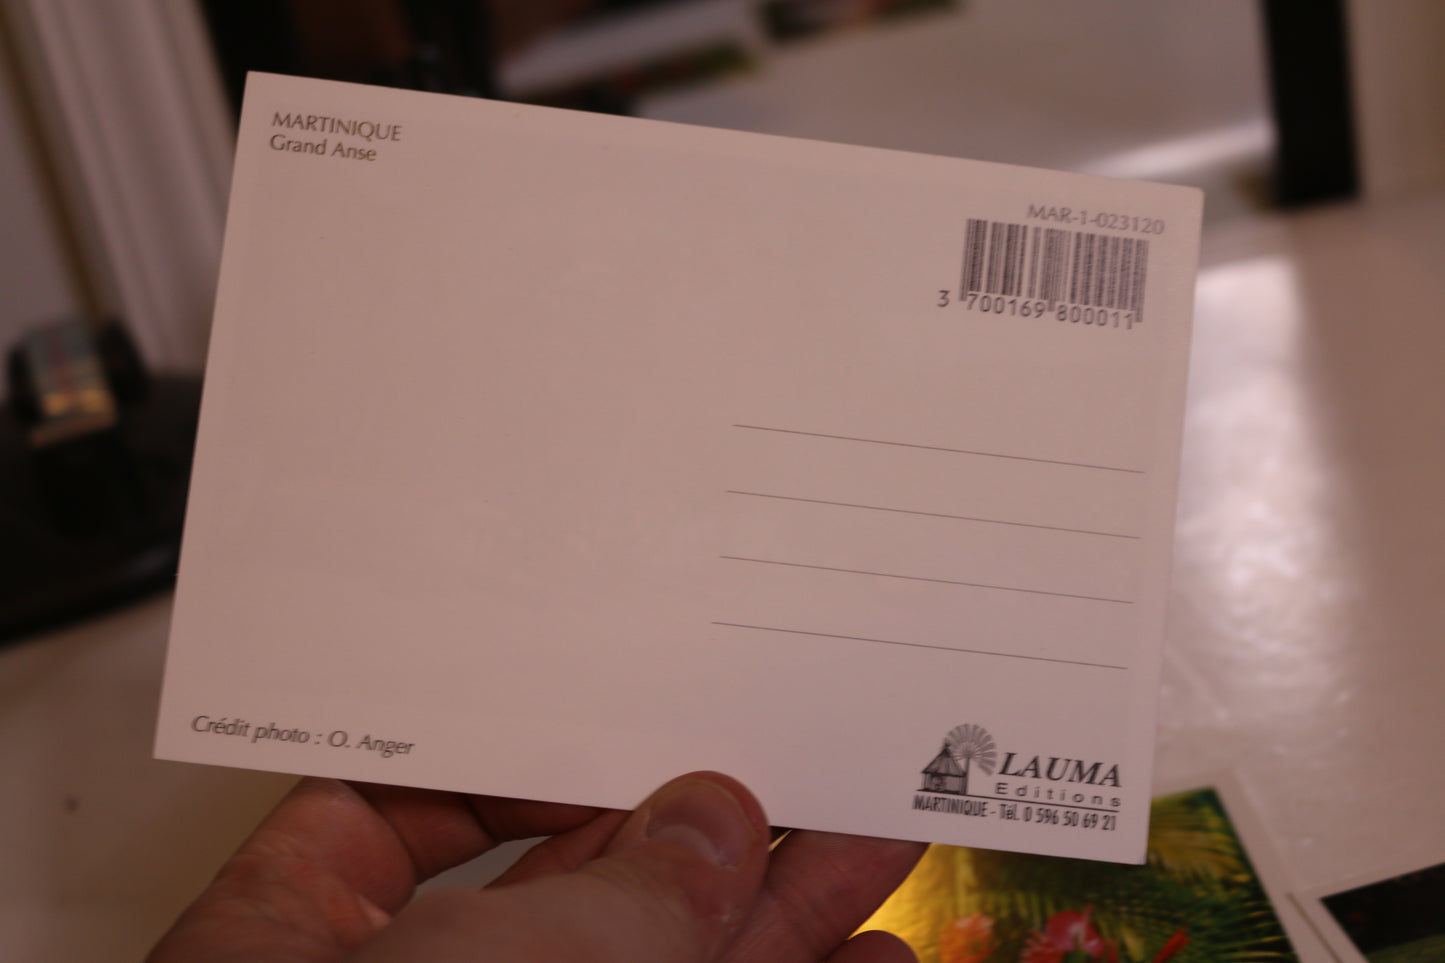 MARTINIQUE
Grand Anse
MAR-1-023120
3 700169 800011
Crédit photo : O. Anger
LAUMA
Editions
MARTINIQUE - Tél. 0 596 50 69 21